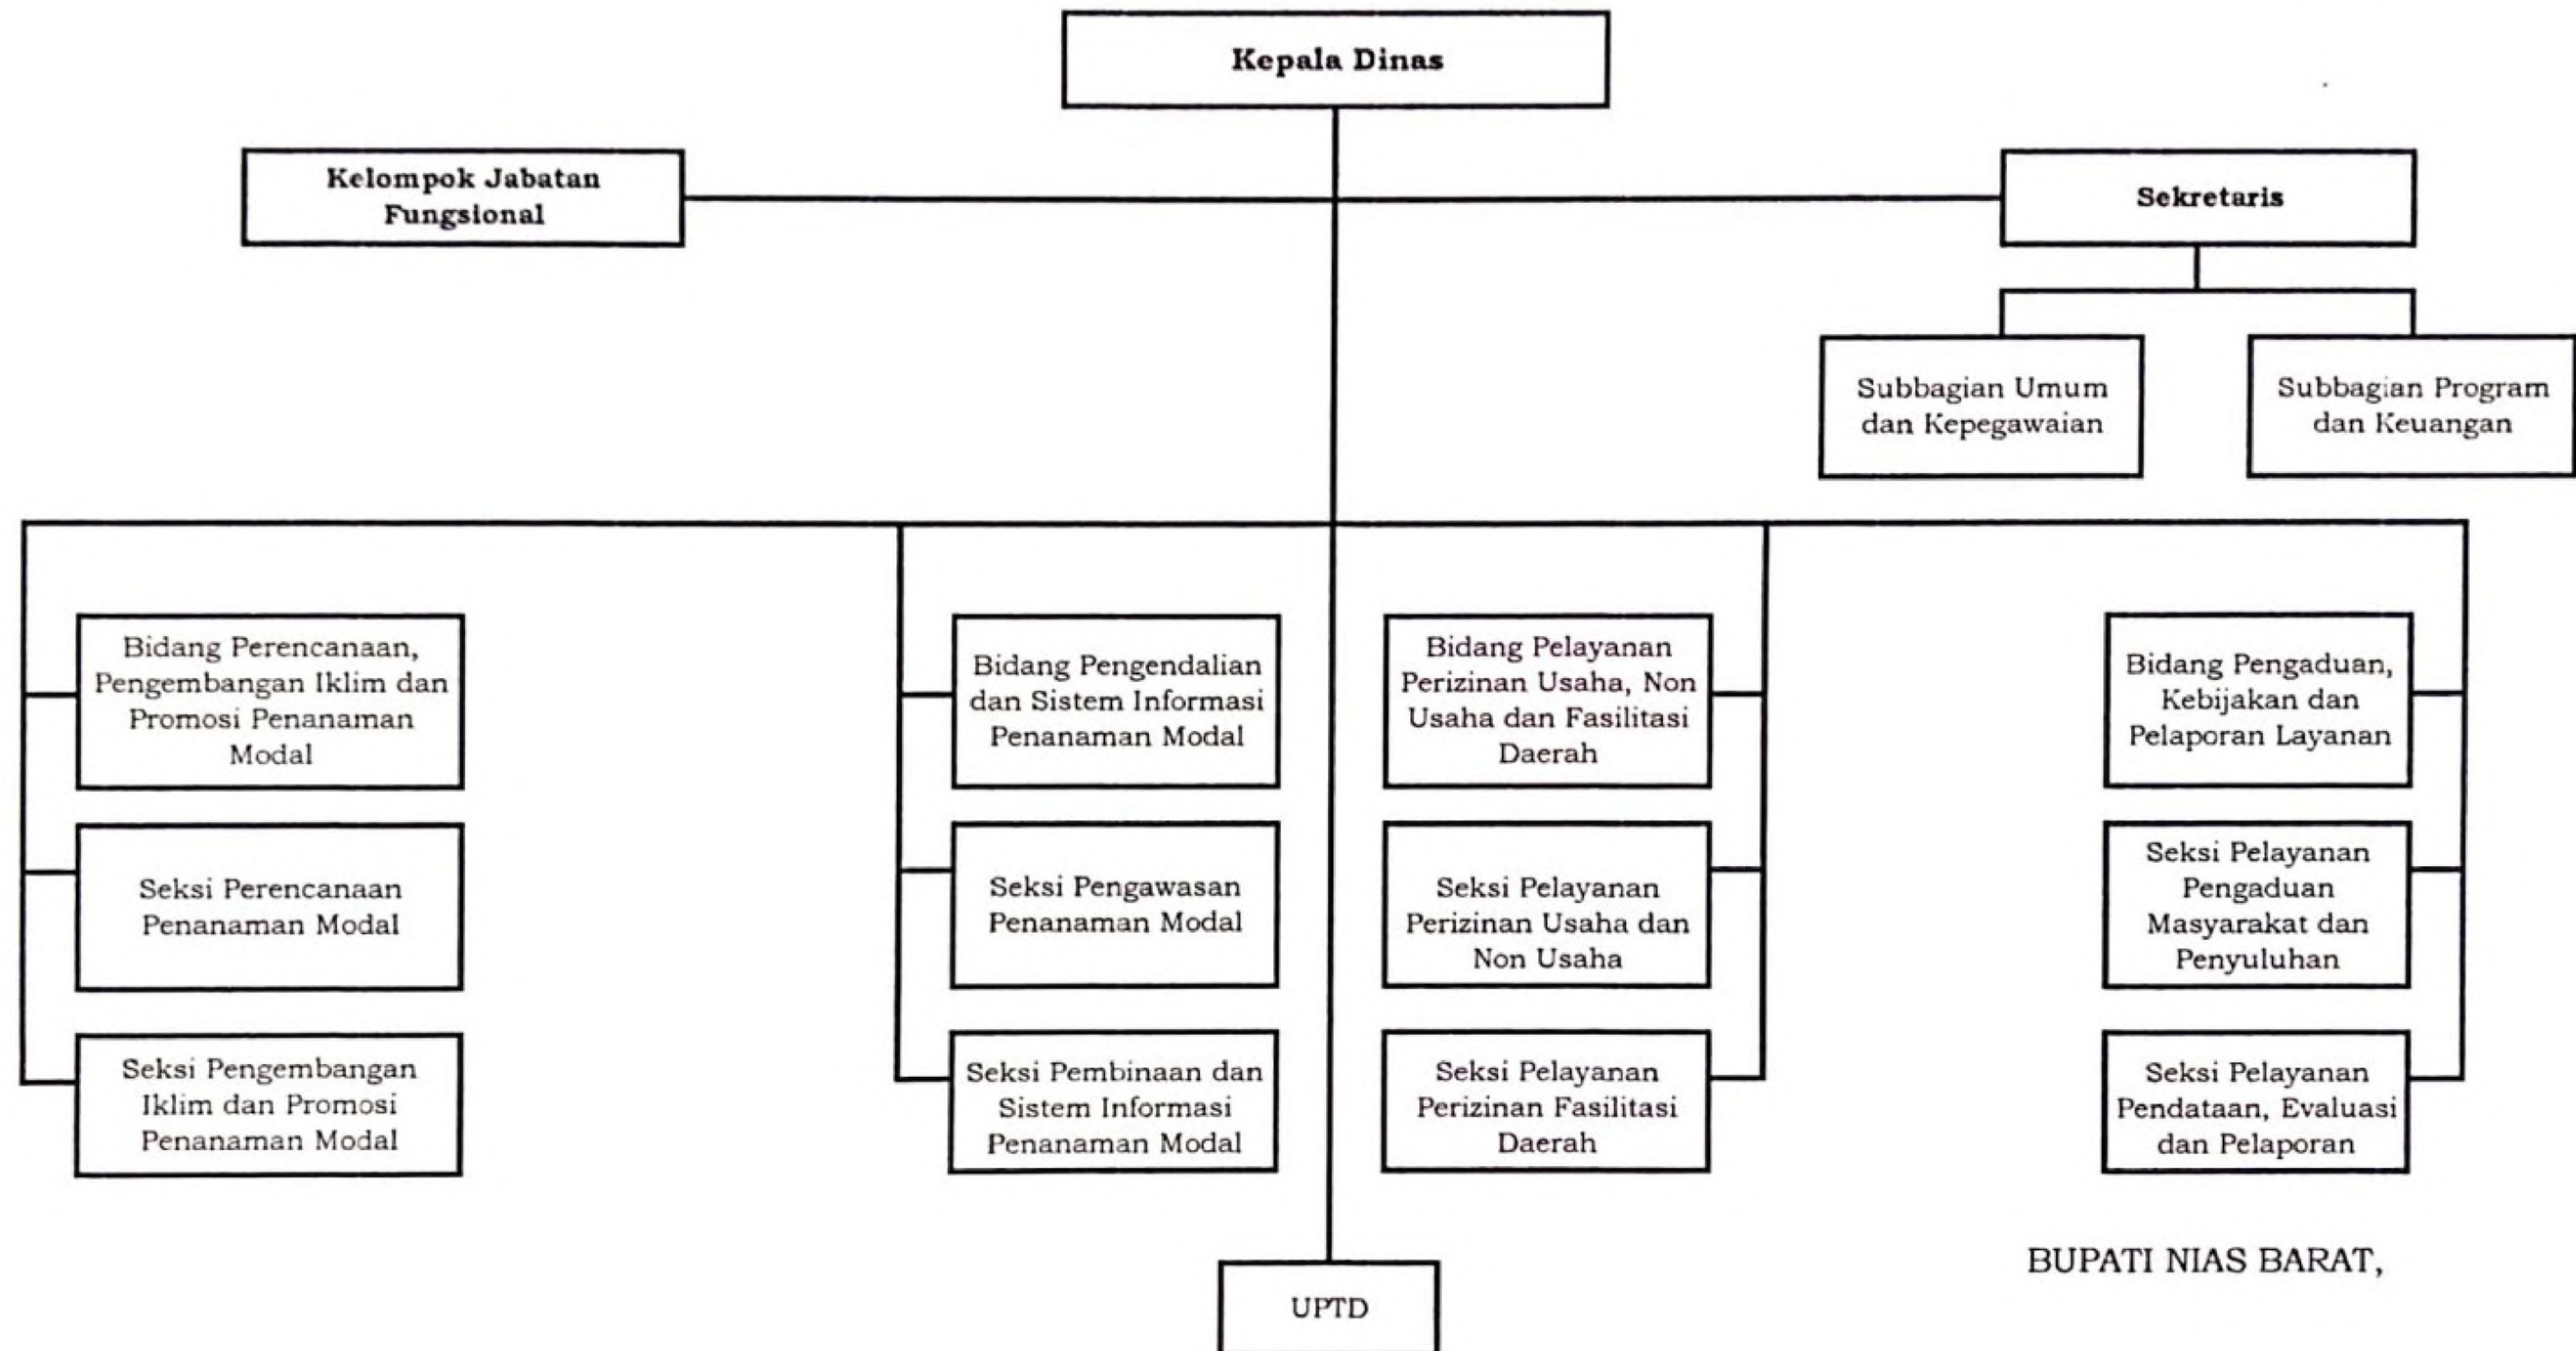 Kepala Dinas
Kelompok Jabatan
Fungsional
Sekretaris
Subbagian Umum
dan Kepegawaian
Subbagian Program
dan Keuangan
Bidang Perencanaan,
Pengembangan Iklim dan
Promosi Penanaman
Modal
Bidang Pengendalian
dan Sistem Informasi
Penanaman Modal
Bidang Pelayanan
Perizinan Usaha, Non
Usaha dan Fasilitasi
Daerah
Bidang Pengaduan,
Kebijakan dan
Pelaporan Layanan
Seksi Perencanaan
Penanaman Modal
Seksi Pengawasan
Penanaman Modal
Seksi Pelayanan
Perizinan Usaha dan
Non Usaha
Seksi Pelayanan
Pengaduan
Masyarakat dan
Penyuluhan
Seksi Pengembangan
Iklim dan Promosi
Penanaman Modal
Seksi Pembinaan dan
Sistem Informasi
Penanaman Modal
Seksi Pelayanan
Perizinan Fasilitasi
Daerah
Seksi Pelayanan
Pendataan, Evaluasi
dan Pelaporan
BUPATI NIAS BARAT,
UPTD